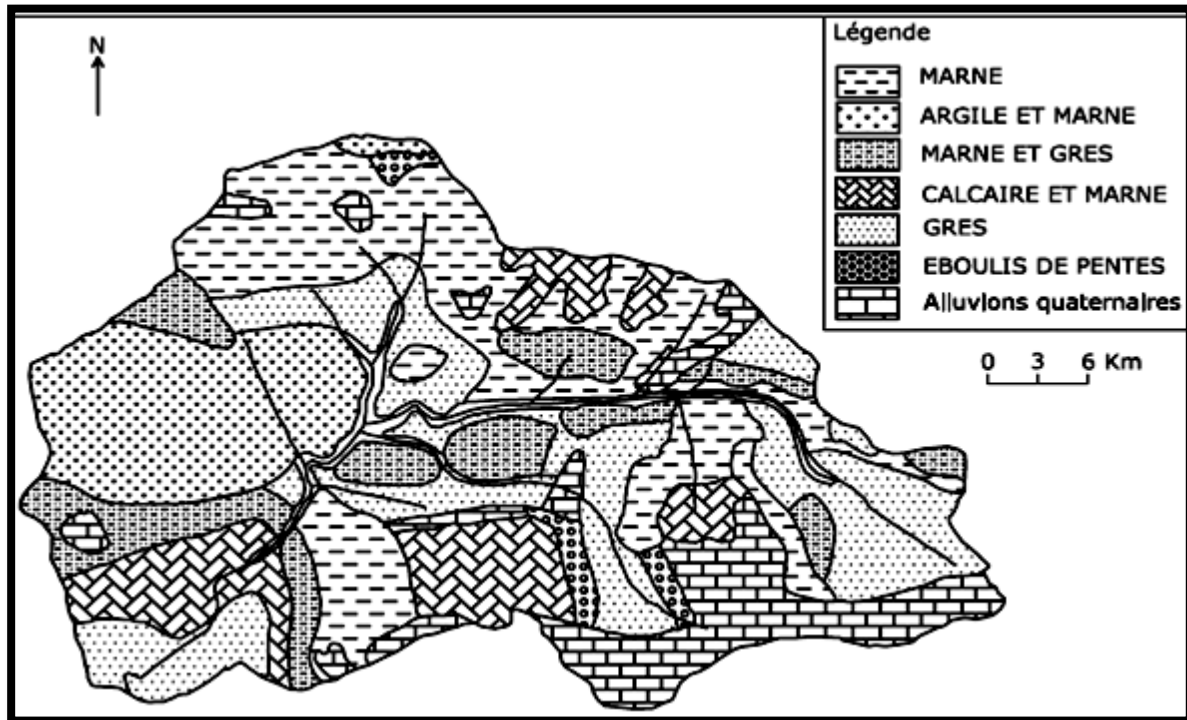 N
Légende
MARNE
ARGILE ET MARNE
MARNE ET GRES
CALCAIRE ET MARNE
GRES
EBOULIS DE PENTES
Alluvions quaternaires
0 3 6 Km